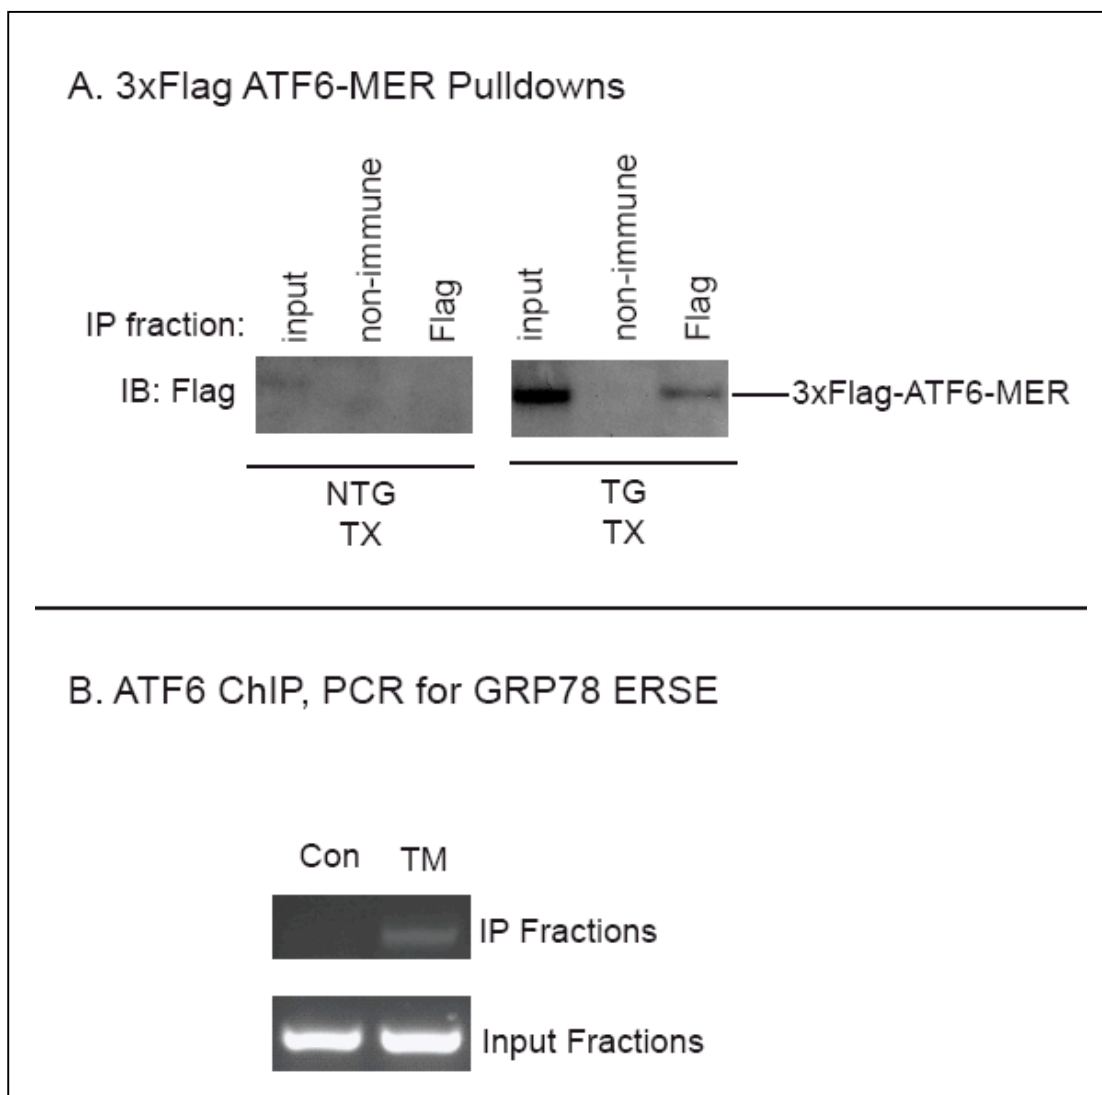 A. 3xFlag ATF6-MER Pulldowns
IP fraction:
input
non-immune
Flag
input
non-immune
Flag
IB: Flag
3xFlag-ATF6-MER
NTG
TX
TG
TX
B. ATF6 ChIP, PCR for GRP78 ERSE
Con
TM
IP Fractions
Input Fractions